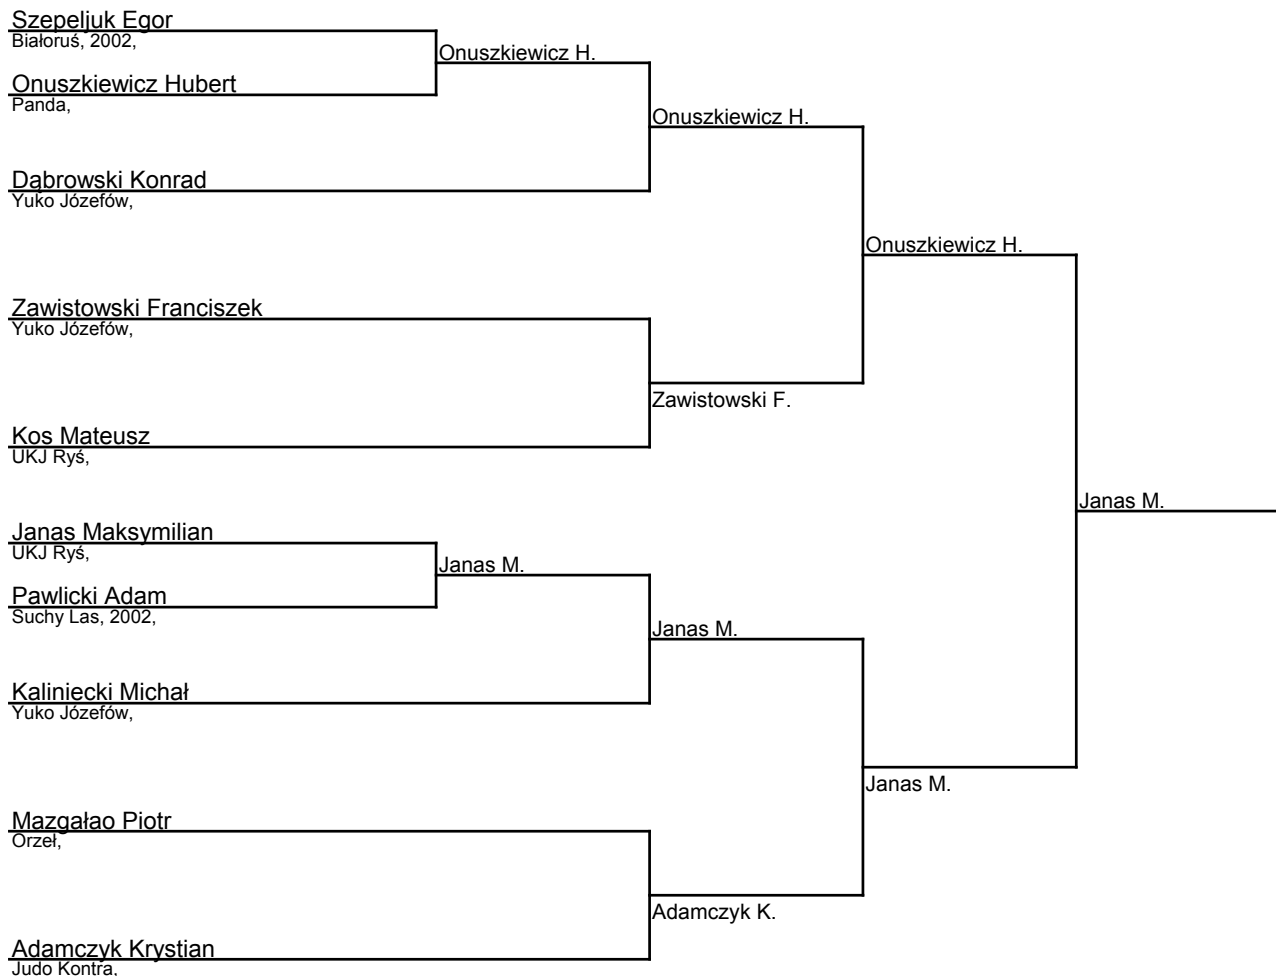 Szepeljuk Egor
Białoruś, 2002,
Onuszkiewicz H.
Onuszkiewicz Hubert
Panda,
Onuszkiewicz H.
Dąbrowski Konrad
Yuko Józefów,
Onuszkiewicz H.
Zawistowski Franciszek
Yuko Józefów,
Zawistowski F.
Kos Mateusz
UKJ Ryś,
Janas M.
Janas Maksymilian
UKJ Ryś,
Janas M.
Pawlicki Adam
Suchy Las, 2002,
Janas M.
Kaliniecki Michał
Yuko Józefów,
Janas M.
Mazgałao Piotr
Orzeł,
Adamczyk K.
Adamczyk Krystian
Judo Kontra,